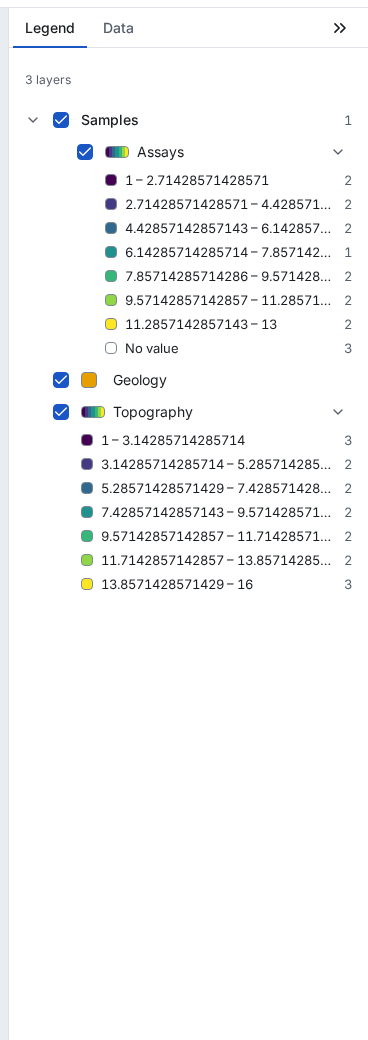 Legend Data
3 layers
Samples 1
Assays
1 – 2.71428571428571 2
2.71428571428571 – 4.428571... 2
4.42857142857143 – 6.142857... 2
6.14285714285714 – 7.857142... 1
7.85714285714286 – 9.571428... 2
9.57142857142857 – 11.28571... 2
11.2857142857143 – 13 2
No value 3
Geology
Topography
1 – 3.14285714285714 3
3.14285714285714 – 5.285714285... 2
5.28571428571429 – 7.428571428... 2
7.42857142857143 – 9.571428571... 2
9.57142857142857 – 11.71428571... 2
11.7142857142857 – 13.85714285... 2
13.8571428571429 – 16 3